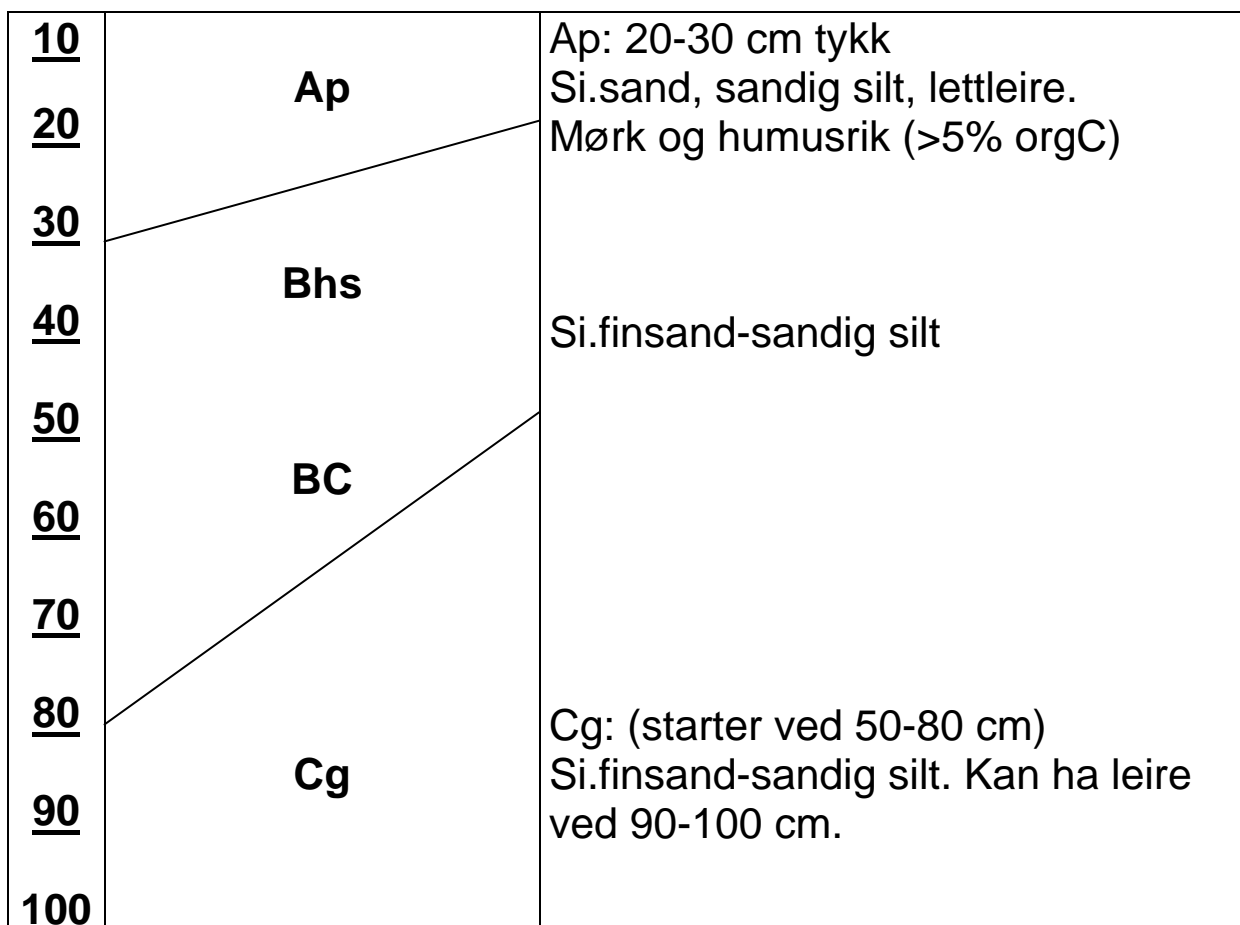 10
20
30
40
50
60
70
80
90
100
Ap
Bhs
BC
Cg
Ap: 20-30 cm tykk
Si.sand, sandig silt, lettleire.
Mørk og humusrik (>5% orgC)
Si.finsand-sandig silt
Cg: (starter ved 50-80 cm)
Si.finsand-sandig silt. Kan ha leire
ved 90-100 cm.